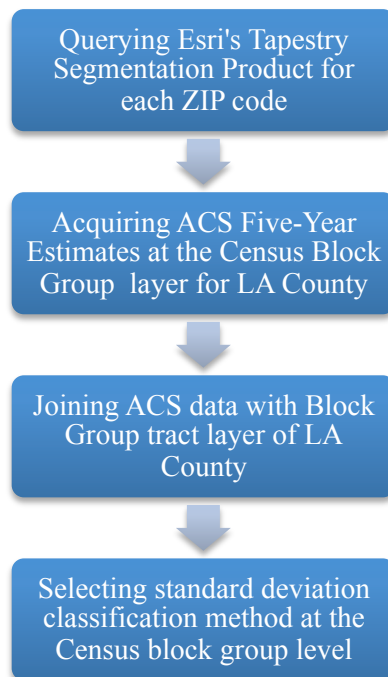 Querying Esri's Tapestry
Segmentation Product for
each ZIP code
Acquiring ACS Five-Year
Estimates at the Census Block
Group layer for LA County
Joining ACS data with Block
Group tract layer of LA
County
Selecting standard deviation
classification method at the
Census block group level